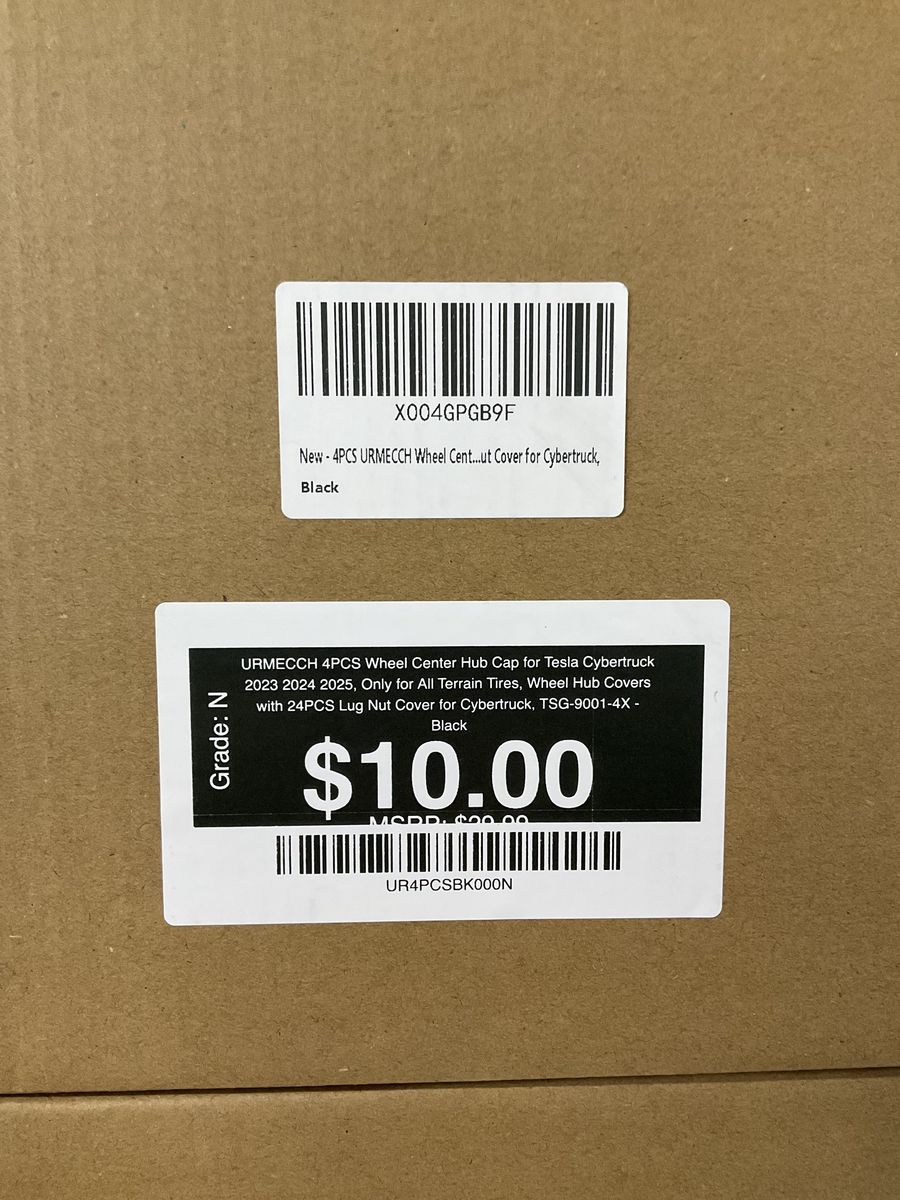 X004GPGB9F
New - 4PCS URMECCH Wheel Cent...ut Cover for Cybertruck,
Black
Grade: N
URMECCH 4PCS Wheel Center Hub Cap for Tesla Cybertruck
2023 2024 2025, Only for All Terrain Tires, Wheel Hub Covers
with 24PCS Lug Nut Cover for Cybertruck, TSG-9001-4X -
Black
$10.00
MSRP:
UR4PCSBK000N